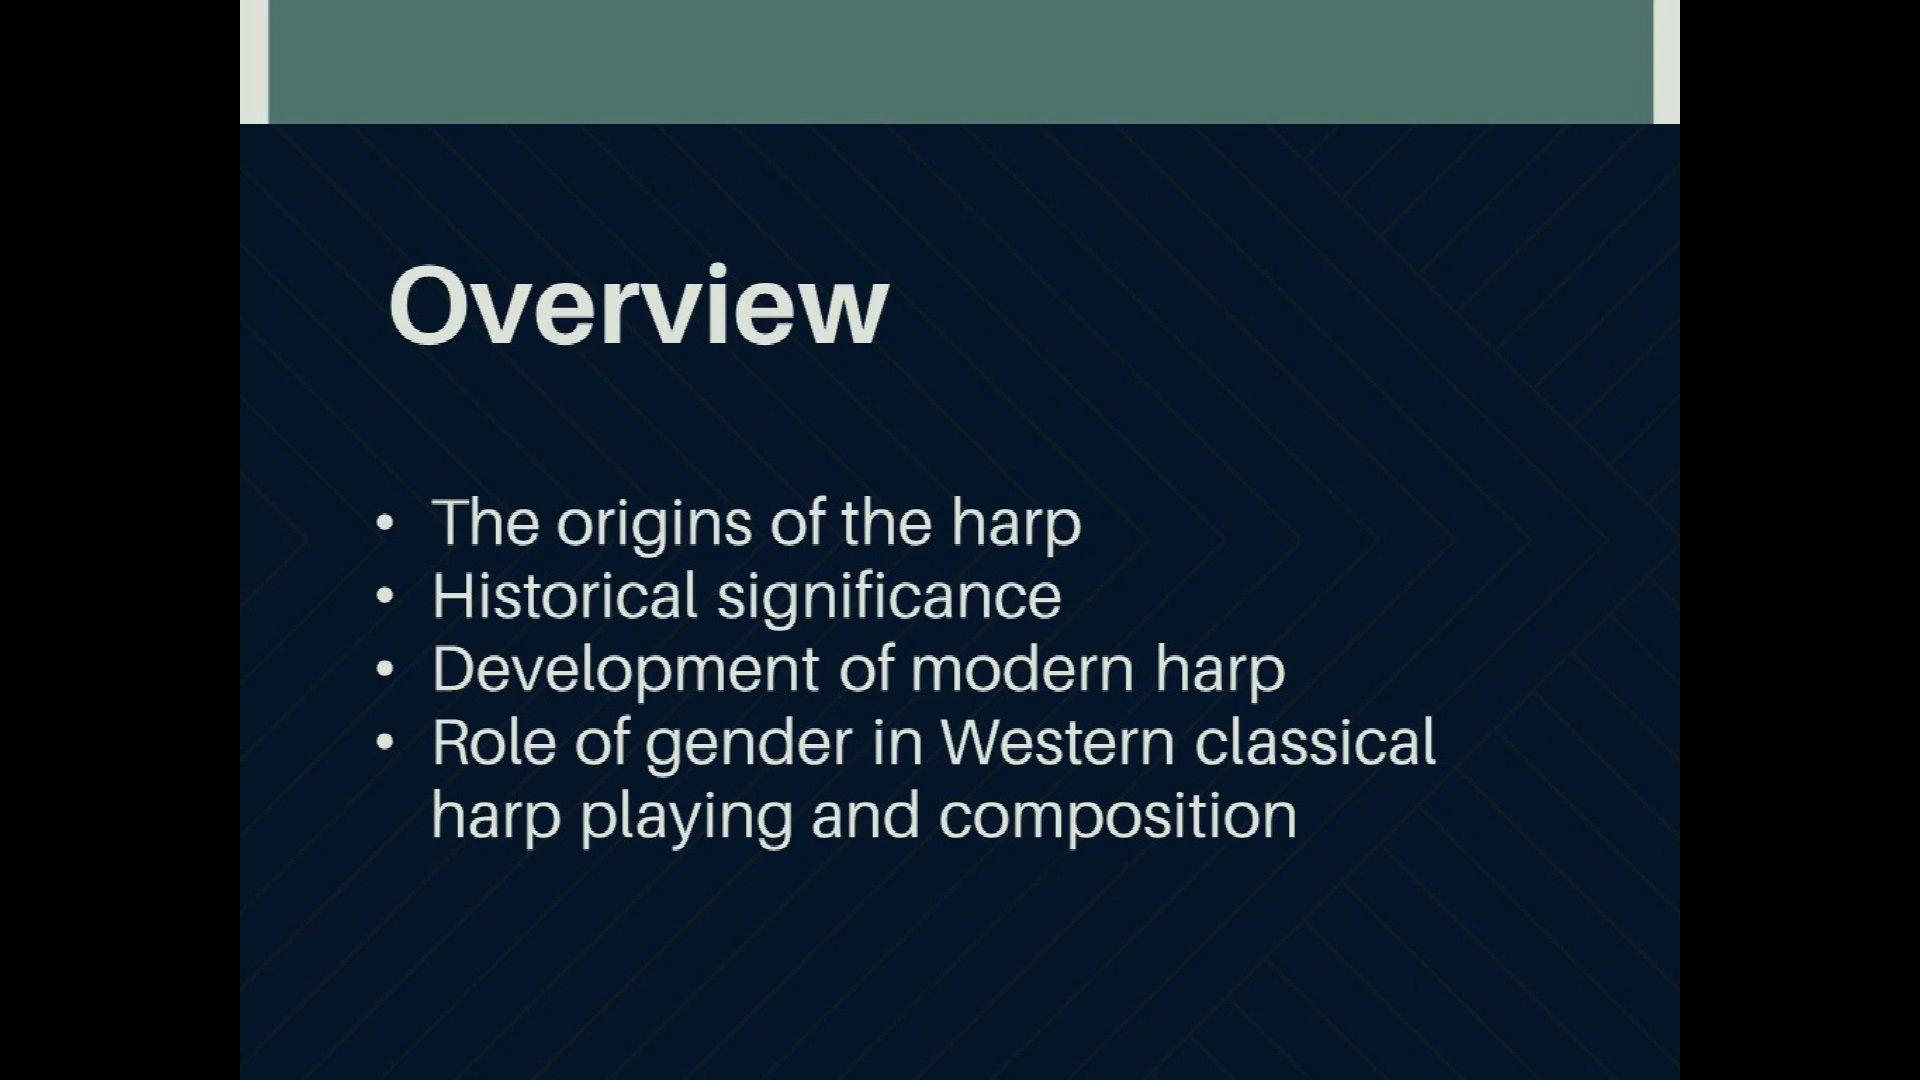 Overview
• The origins of the harp
• Historical significance
• Development of modern harp
• Role of gender in Western classical
harp playing and composition